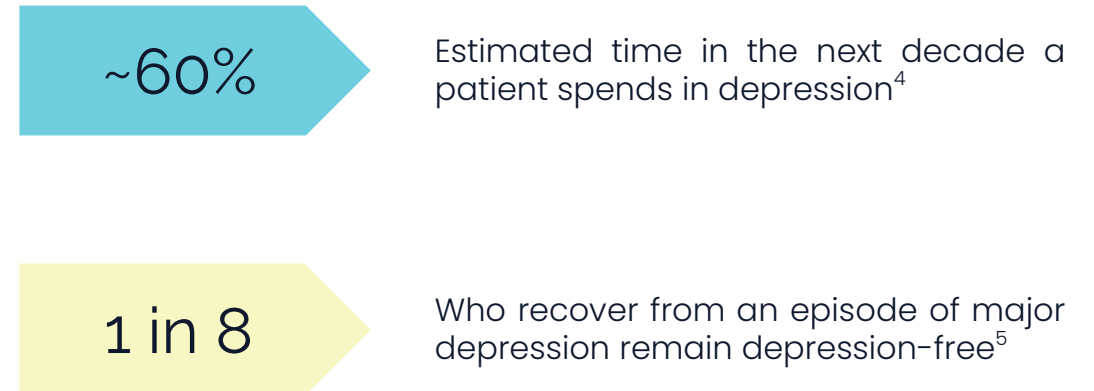 ~60%
Estimated time in the next decade a
patient spends in depression⁴
1 in 8
Who recover from an episode of major
depression remain depression-free⁵